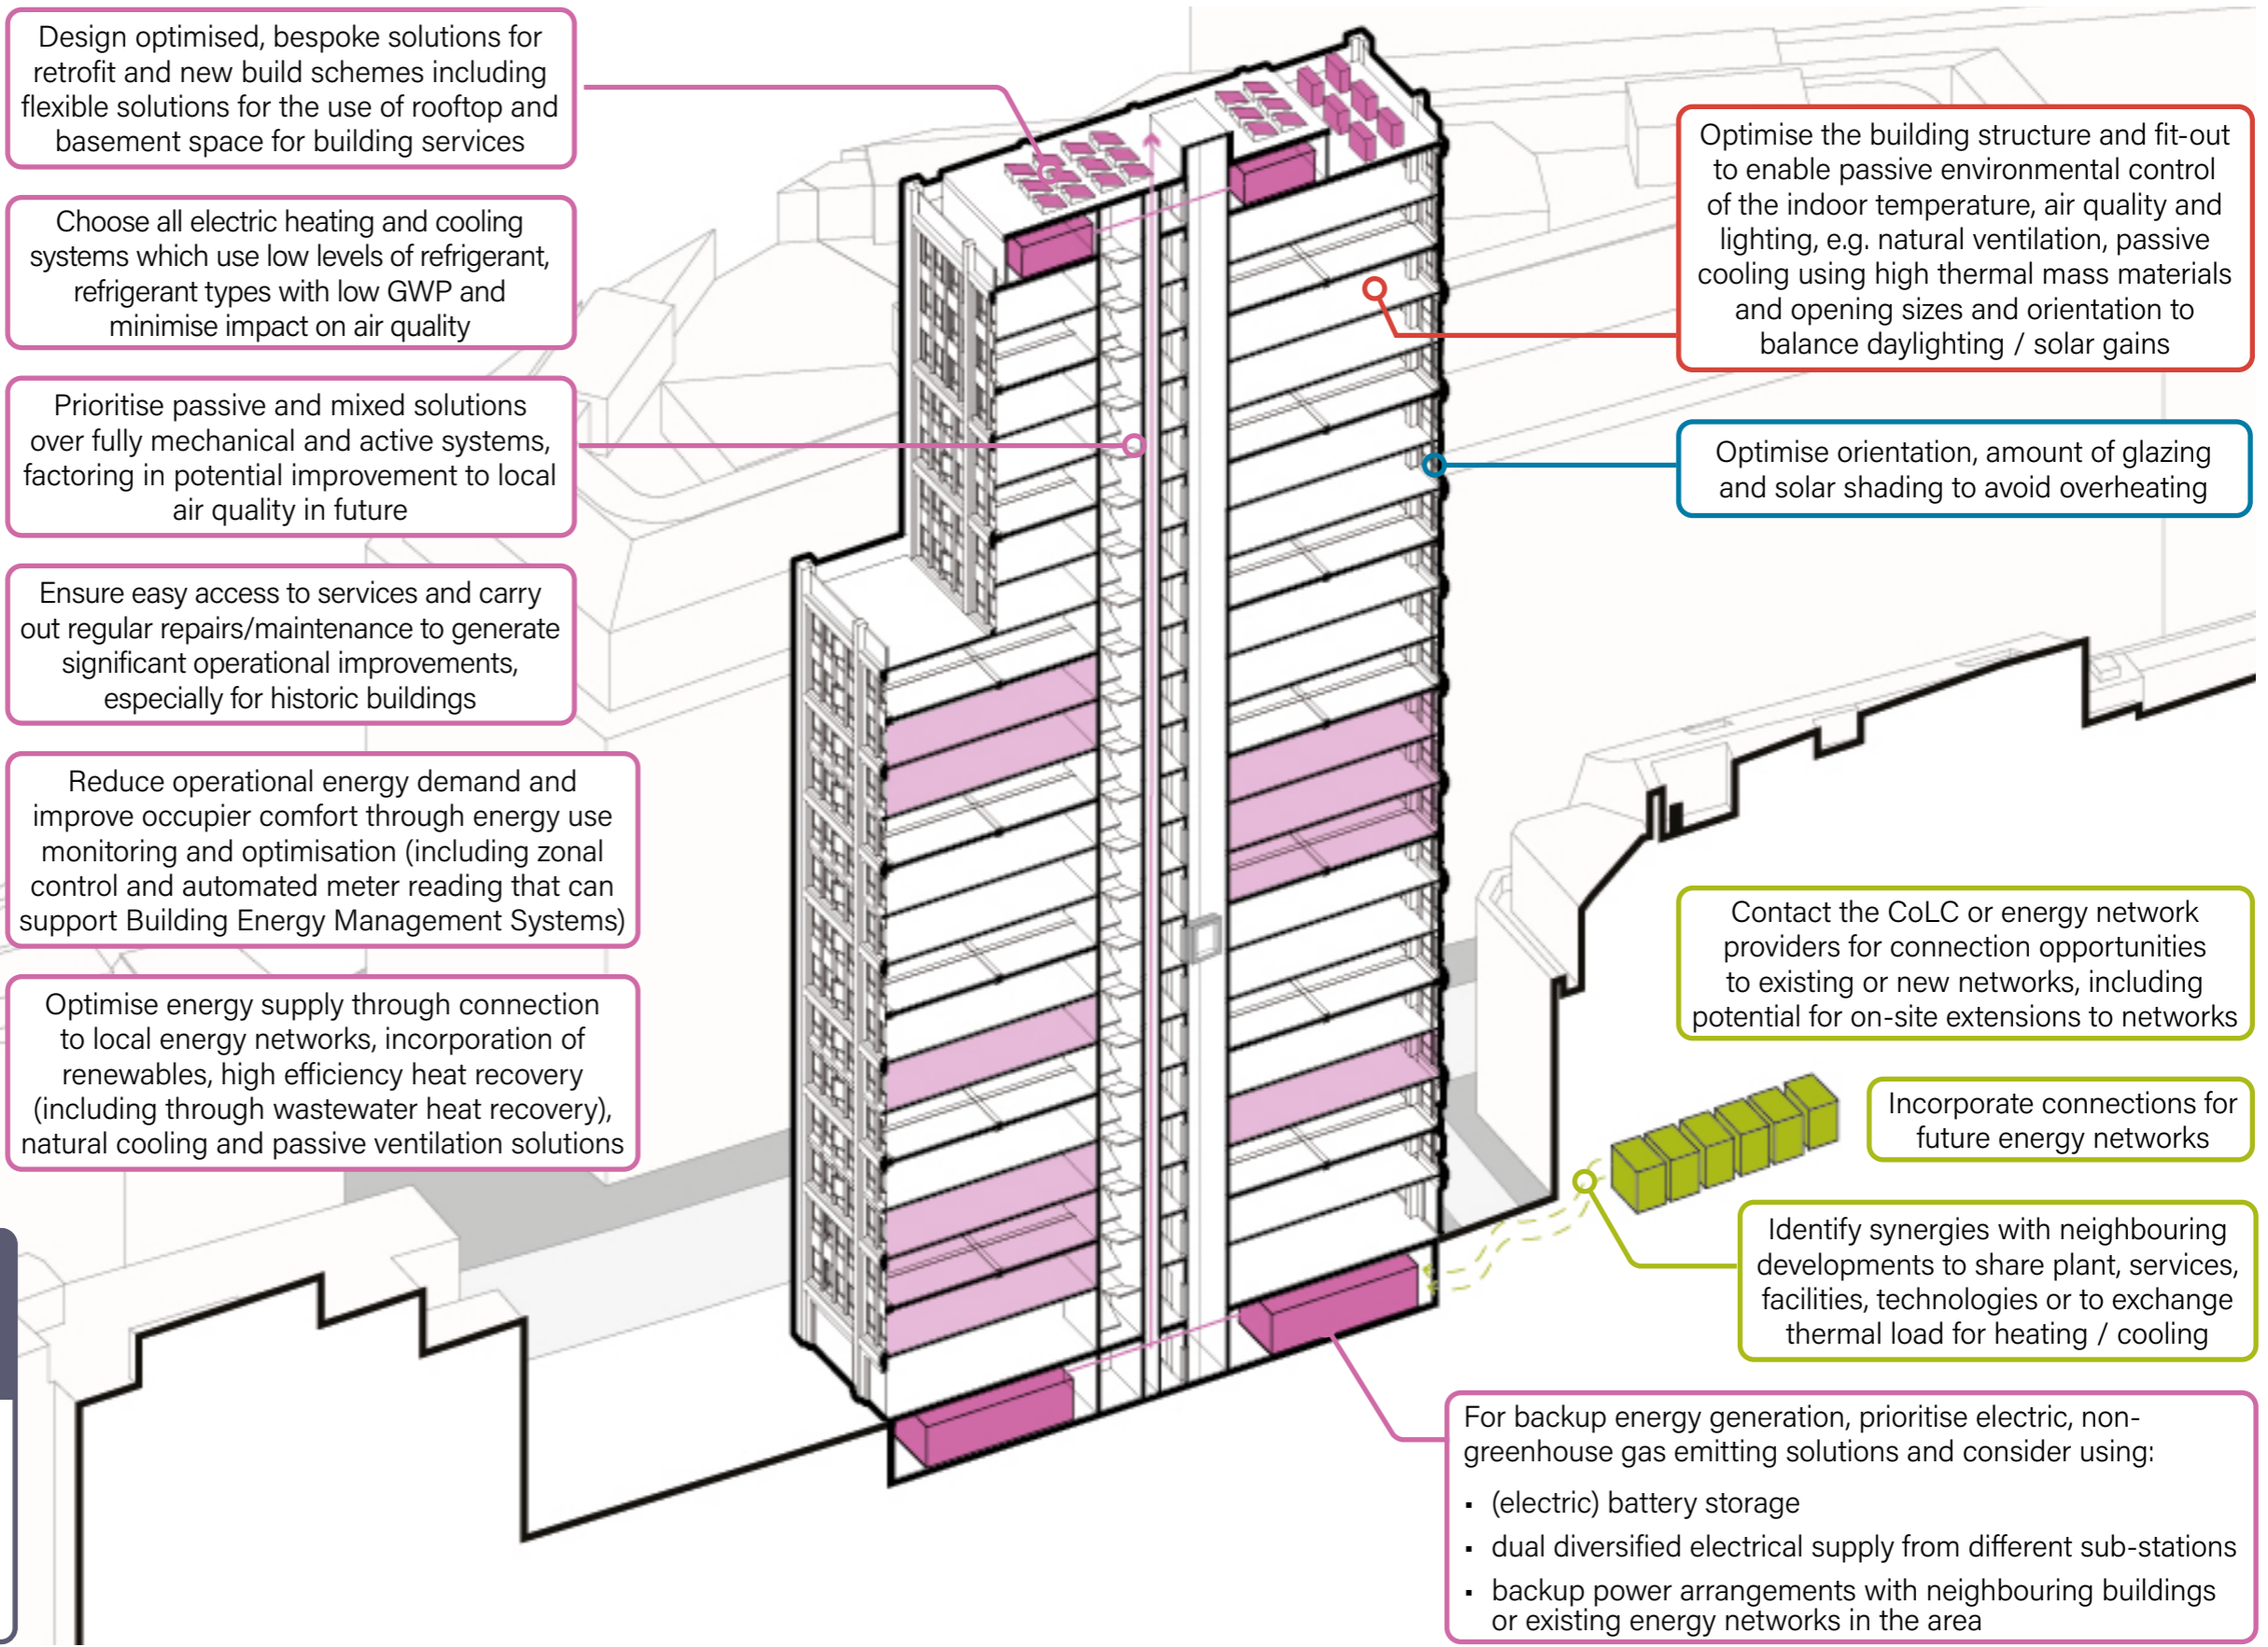 Design optimised, bespoke solutions for
retrofit and new build schemes including
flexible solutions for the use of rooftop and
basement space for building services
Choose all electric heating and cooling
systems which use low levels of refrigerant,
refrigerant types with low GWP and
minimise impact on air quality
Prioritise passive and mixed solutions
over fully mechanical and active systems,
factoring in potential improvement to local
air quality in future
Ensure easy access to services and carry
out regular repairs/maintenance to generate
significant operational improvements,
especially for historic buildings
Reduce operational energy demand and
improve occupier comfort through energy use
monitoring and optimisation (including zonal
control and automated meter reading that can
support Building Energy Management Systems)
Optimise energy supply through connection
to local energy networks, incorporation of
renewables, high efficiency heat recovery
(including through wastewater heat recovery),
natural cooling and passive ventilation solutions
Optimise the building structure and fit-out
to enable passive environmental control
of the indoor temperature, air quality and
lighting, e.g. natural ventilation, passive
cooling using high thermal mass materials
and opening sizes and orientation to
balance daylighting / solar gains
Optimise orientation, amount of glazing
and solar shading to avoid overheating
Contact the CoLC or energy network
providers for connection opportunities
to existing or new networks, including
potential for on-site extensions to networks
Incorporate connections for
future energy networks
Identify synergies with neighbouring
developments to share plant, services,
facilities, technologies or to exchange
thermal load for heating / cooling
For backup energy generation, prioritise electric, non-
greenhouse gas emitting solutions and consider using:
▪ (electric) battery storage
▪ dual diversified electrical supply from different sub-stations
▪ backup power arrangements with neighbouring buildings
or existing energy networks in the area